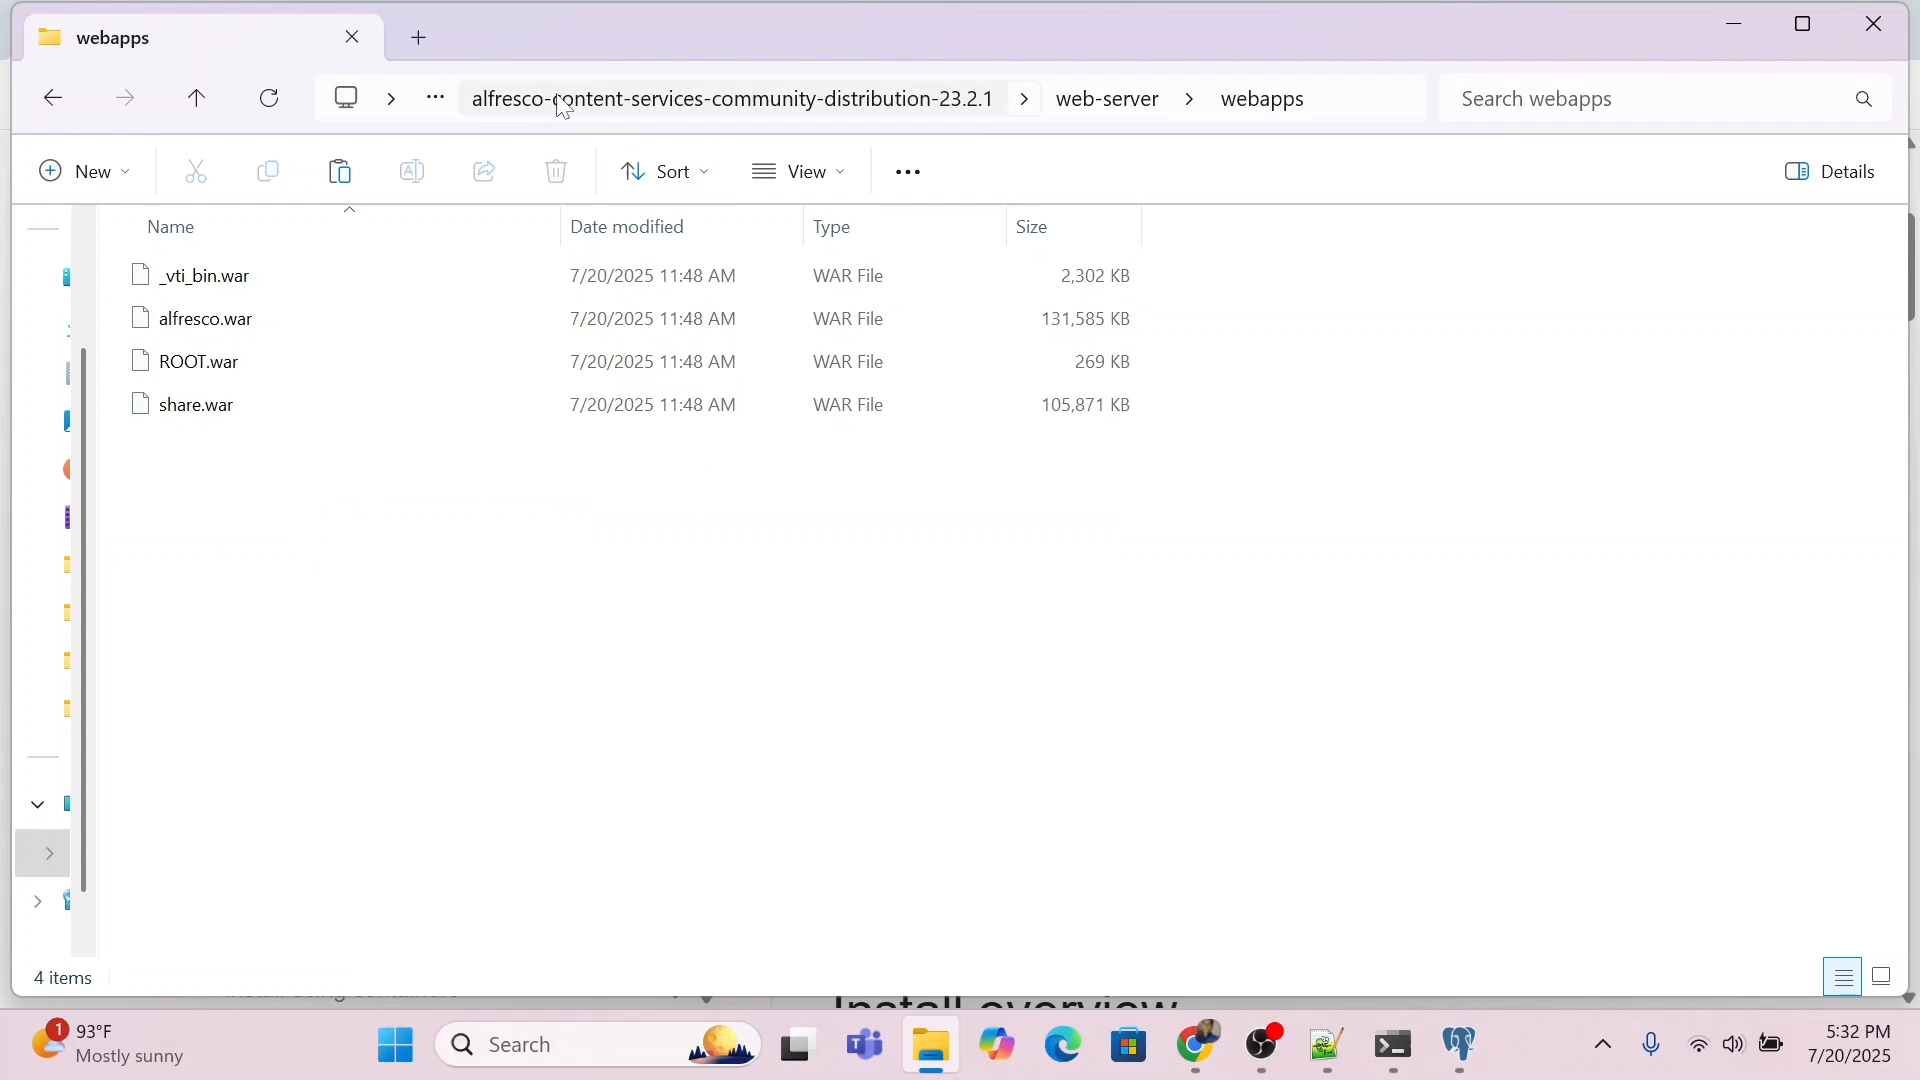 webapps
alfresco-content-services-community-distribution-23.2.1 > web-server > webapps
Search webapps
New
Sort
View
Details
Name Date modified Type Size
_vti_bin.war 7/20/2025 11:48 AM WAR File 2,302 KB
alfresco.war 7/20/2025 11:48 AM WAR File 131,585 KB
ROOT.war 7/20/2025 11:48 AM WAR File 269 KB
share.war 7/20/2025 11:48 AM WAR File 105,871 KB
4 items
Install overview
1
93°F
Mostly sunny
Search
5:32 PM
7/20/2025